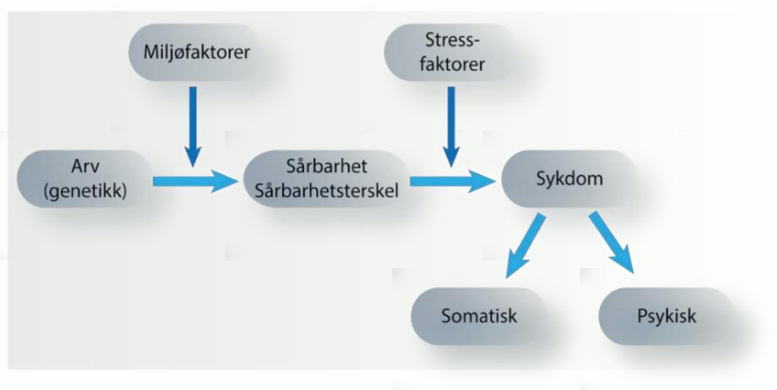 Miljøfaktorer
Stress-
faktorer
Arv
(genetikk)
Sårbarhet
Sårbarhetsterskel
Sykdom
Somatisk
Psykisk